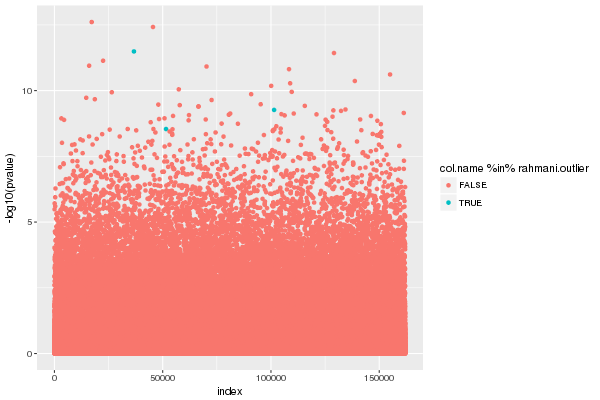 10
5
0
-log10(pvalue)
0
50000
100000
150000
index
col.name %in% rahmani.outlier
FALSE
TRUE